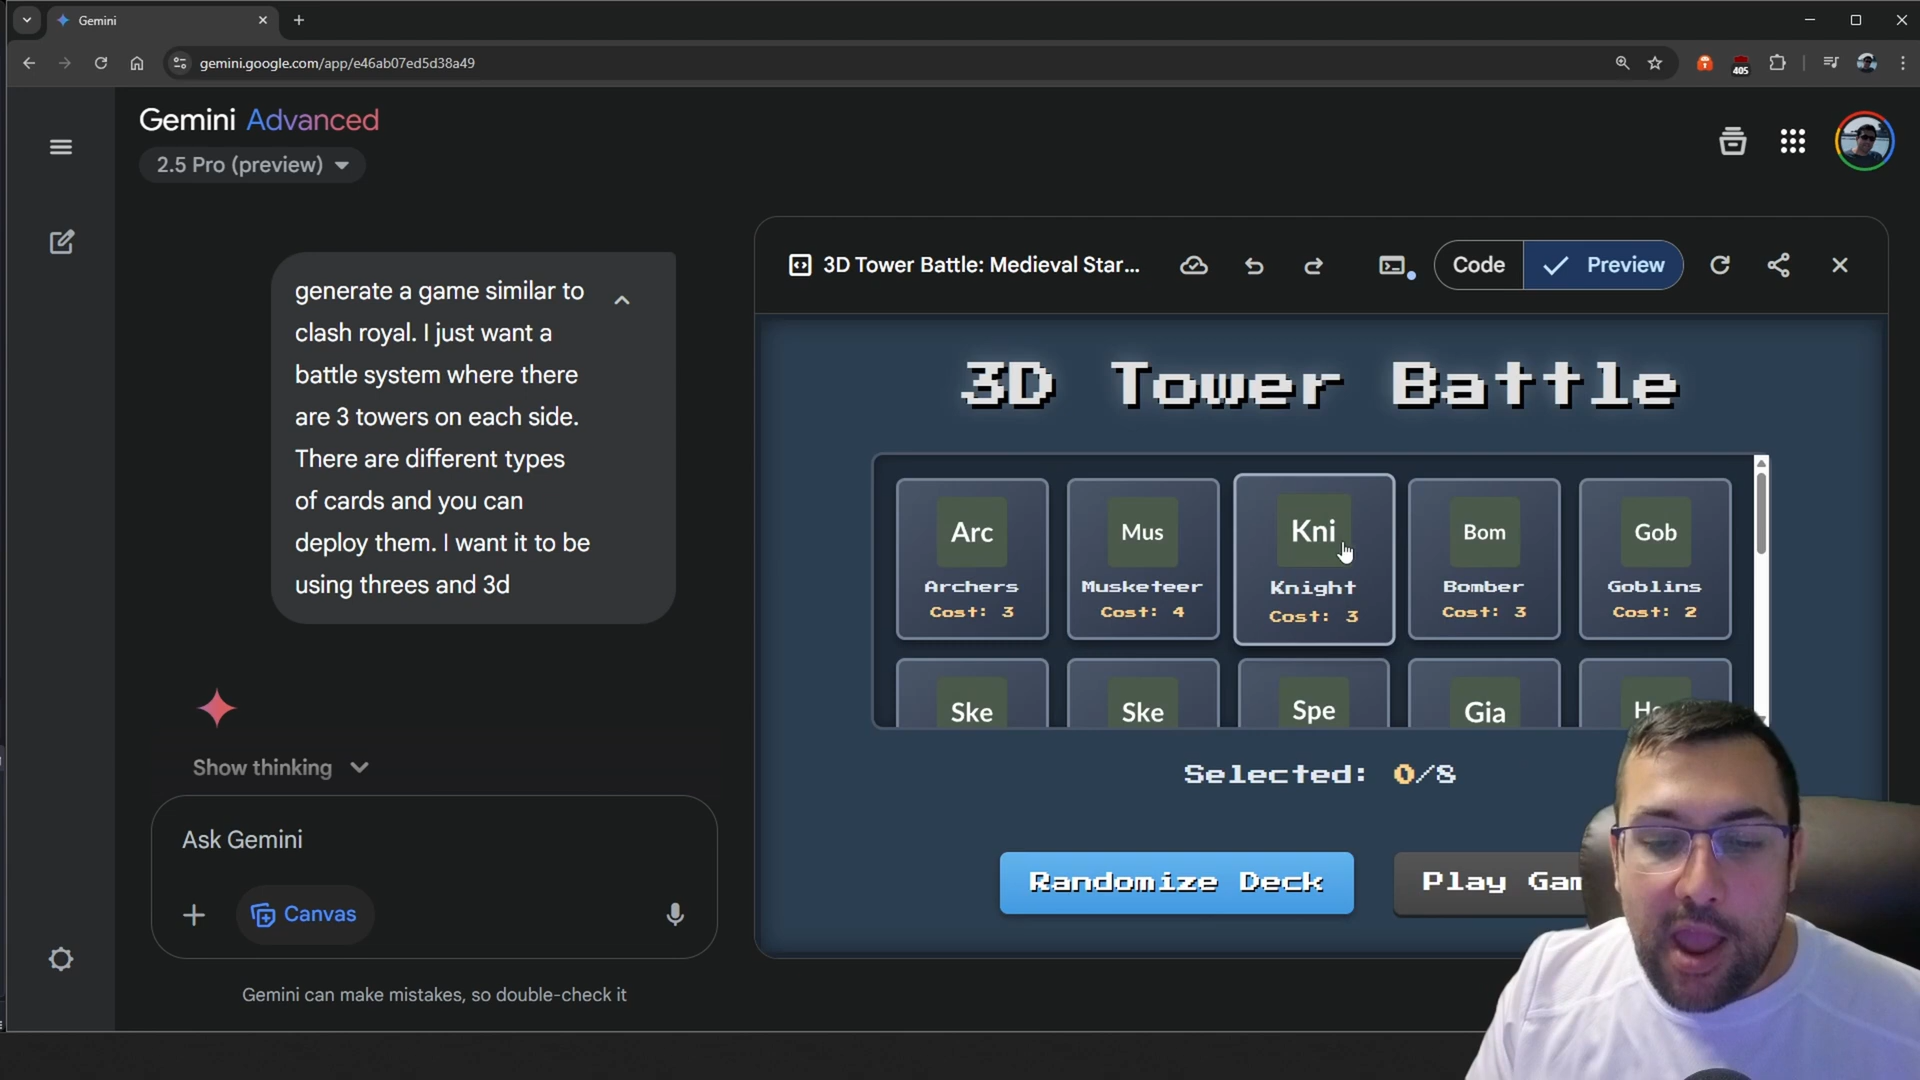 Gemini
gemini.google.com/app/e46ab07ed5d38a49
405
Gemini Advanced
2.5 Pro (preview)
generate a game similar to
clash royal. I just want a
battle system where there
are 3 towers on each side.
There are different types
of cards and you can
deploy them. I want it to be
using threes and 3d
Show thinking
Ask Gemini
Canvas
Gemini can make mistakes, so double-check it
3D Tower Battle: Medieval Star...
Code
Preview
3D Tower Battle
Arc
Archers
Cost: 3
Mus
Musketeer
Cost: 4
Kni
Knight
Cost: 3
Bom
Bomber
Cost: 3
Gob
Goblins
Cost: 2
Ske
Ske
Spe
Gia
Selected: 0/8
Randomize Deck
Play Gam